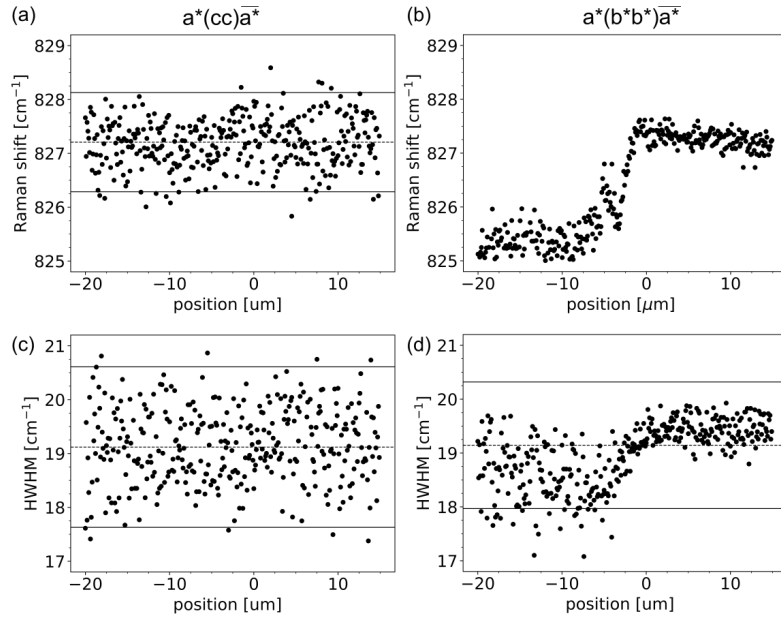 (a) a*(cc)a̅*̅
829
828
827
826
825
Raman shift [cm⁻¹]
−20 −10 0 10
position [um]
(b) a*(b*b*)a̅*̅
829
828
827
826
825
Raman shift [cm⁻¹]
−20 −10 0 10
position [μm]
(c)
21
20
19
18
17
HWHM [cm⁻¹]
−20 −10 0 10
position [um]
(d)
21
20
19
18
17
HWHM [cm⁻¹]
−20 −10 0 10
position [um]